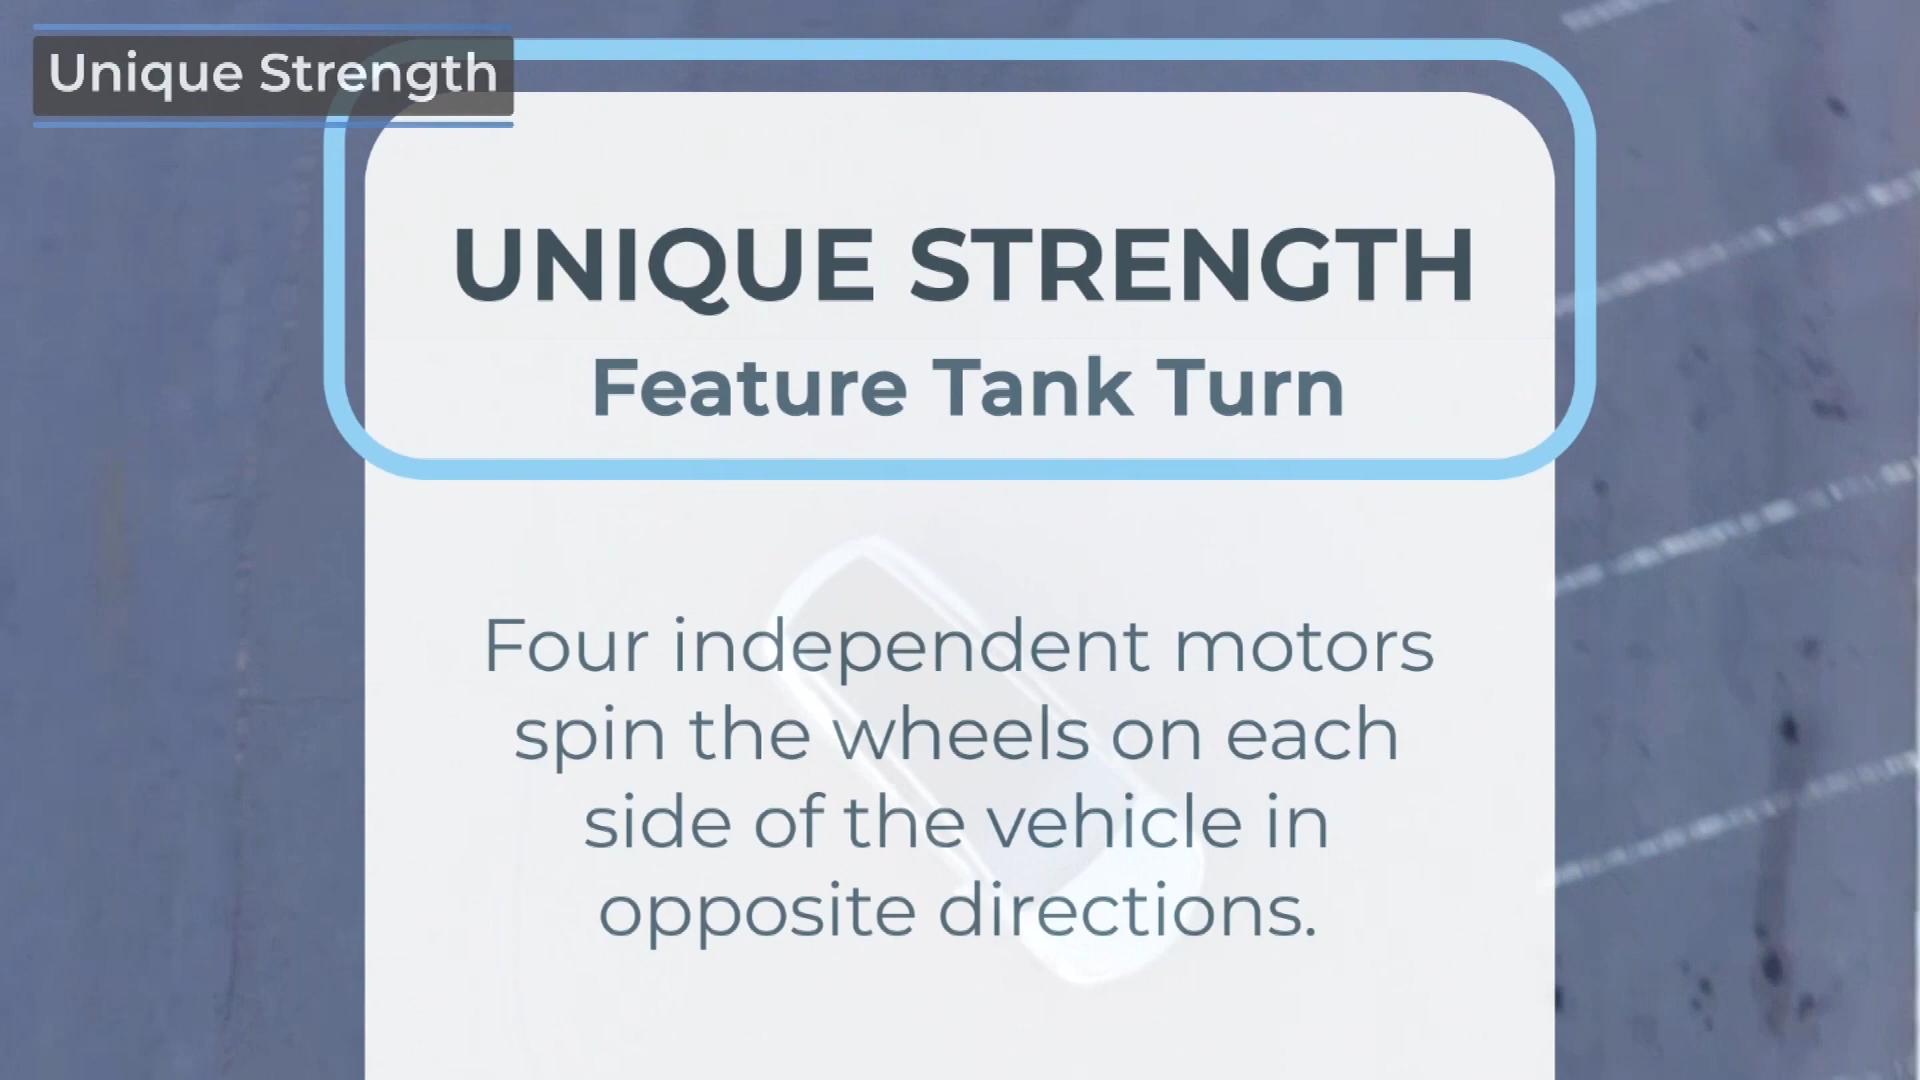 Unique Strength
UNIQUE STRENGTH
Feature Tank Turn
Four independent motors
spin the wheels on each
side of the vehicle in
opposite directions.